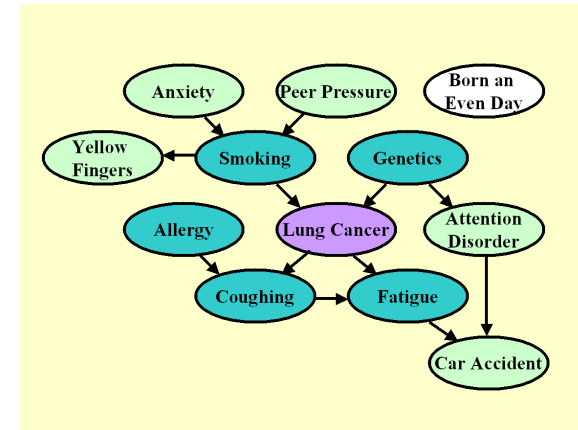 Anxiety
Peer Pressure
Born an
Even Day
Yellow
Fingers
Smoking
Genetics
Allergy
Lung Cancer
Attention
Disorder
Coughing
Fatigue
Car Accident